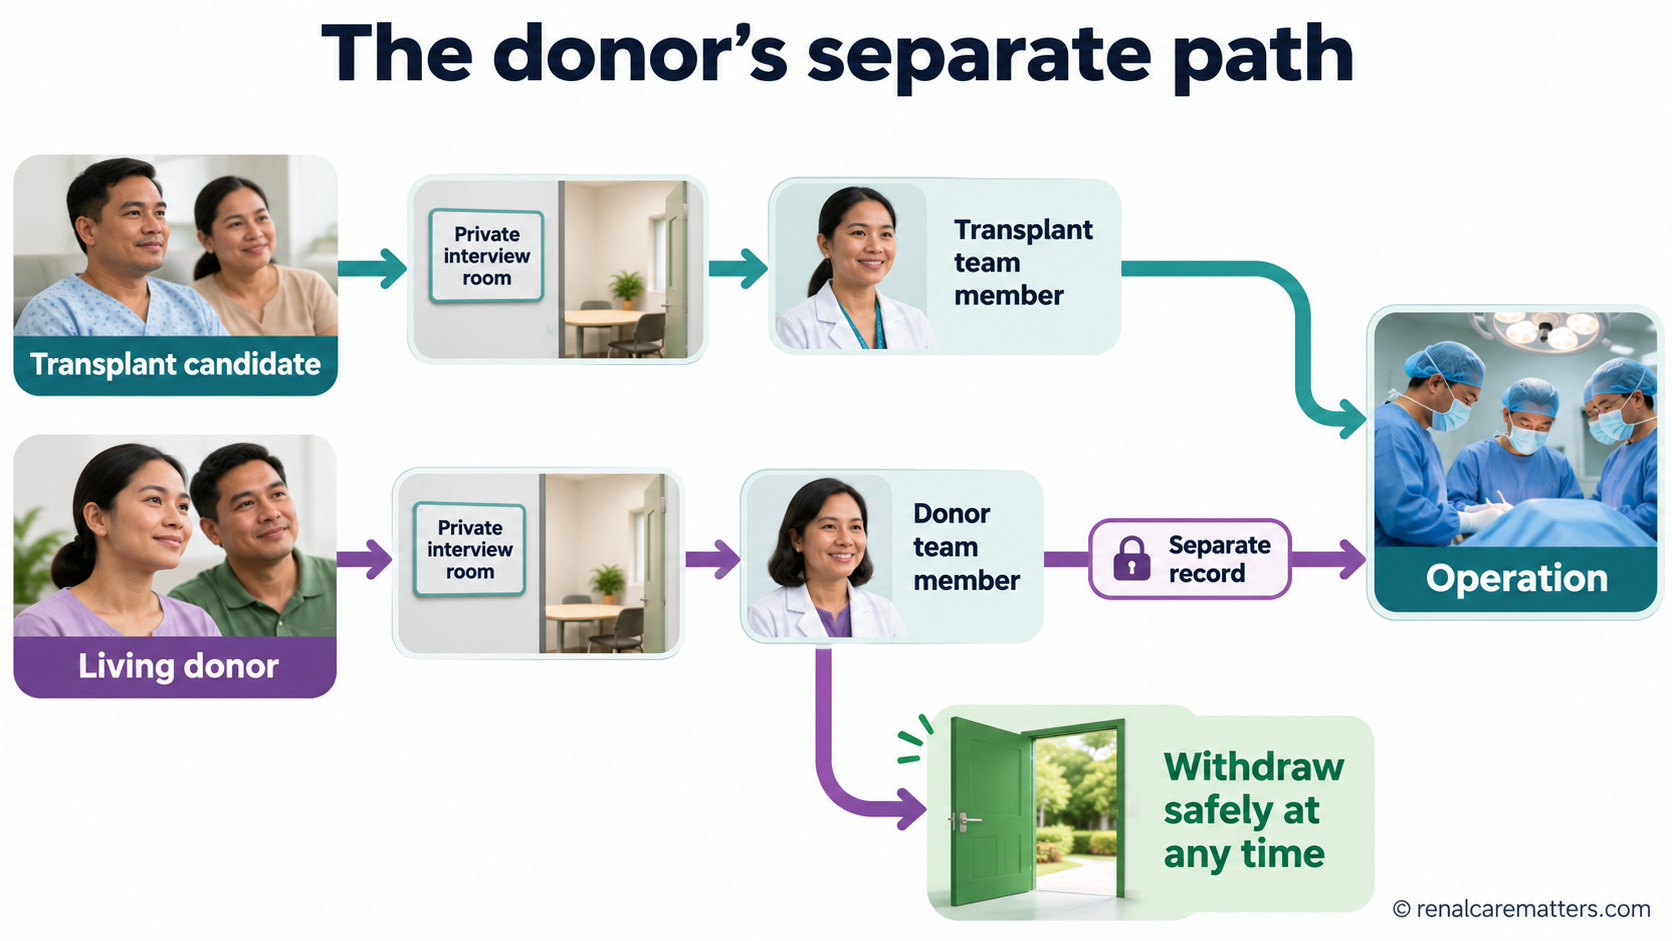 The donor’s separate path
Transplant candidate
Private
interview
room
Transplant
team
member
Living donor
Private
interview
room
Donor
team
member
Separate
record
Operation
Withdraw
safely at
any time
© renalcarematters.com